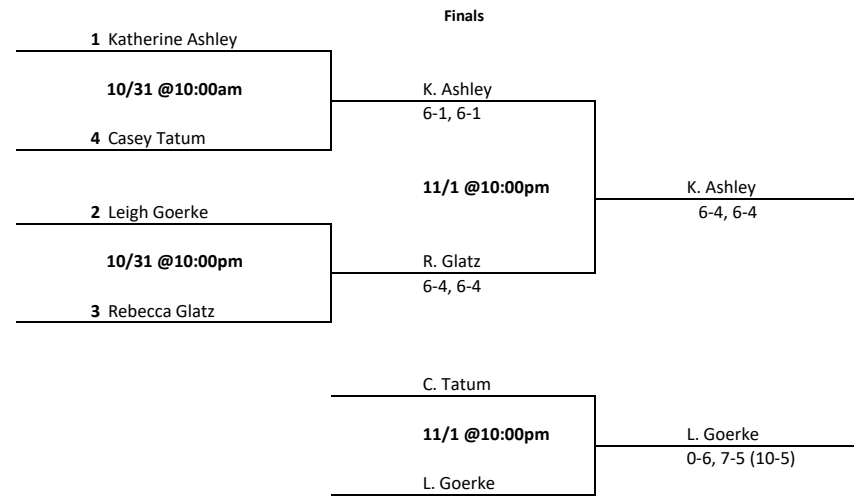 Finals
1 Katherine Ashley
10/31 @10:00am
K. Ashley
6-1, 6-1
4 Casey Tatum
11/1 @10:00pm
K. Ashley
6-4, 6-4
2 Leigh Goerke
10/31 @10:00pm
R. Glatz
6-4, 6-4
3 Rebecca Glatz
C. Tatum
11/1 @10:00pm
L. Goerke
0-6, 7-5 (10-5)
L. Goerke